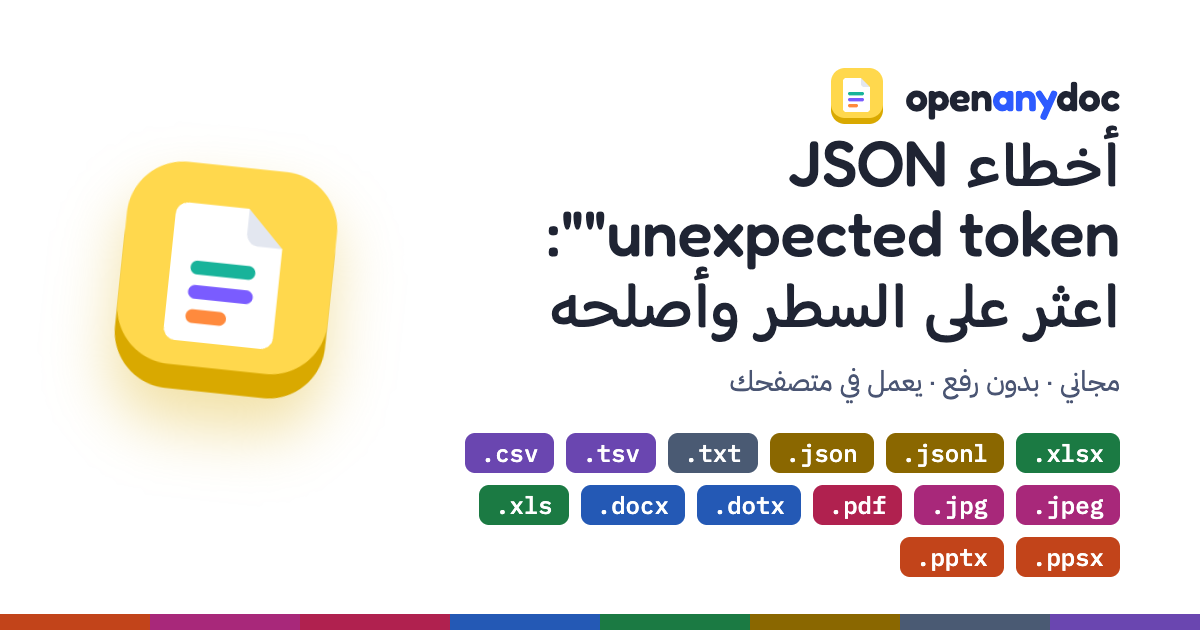 openanydoc
أخطاء JSON
"unexpected token":
اعثر على السطر وأصلحه
مجاني · بدون رفع · يعمل في متصفحك
.csv .tsv .txt .json .jsonl .xlsx
.xls .docx .dotx .pdf .jpg .jpeg
.pptx .ppsx